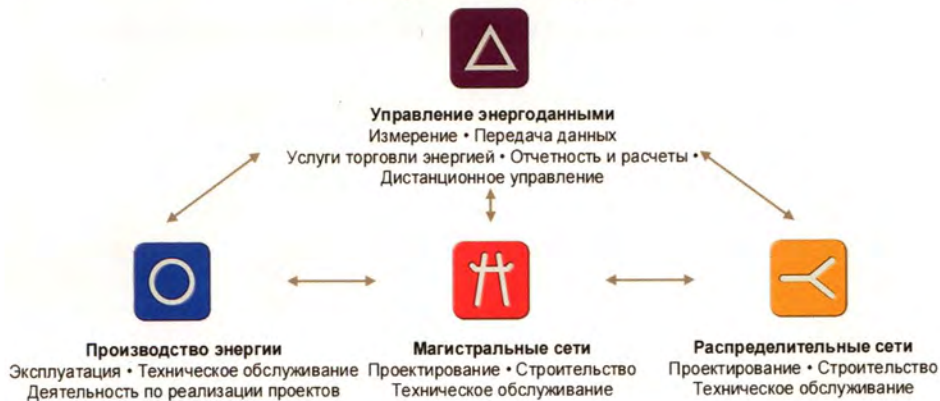 Управление энергоданными
Измерение • Передача данных
Услуги торговли энергией • Отчетность и расчеты •
Дистанционное управление
Производство энергии
Эксплуатация • Техническое обслуживание
Деятельность по реализации проектов
Магистральные сети
Проектирование • Строительство
Техническое обслуживание
Распределительные сети
Проектирование • Строительство
Техническое обслуживание